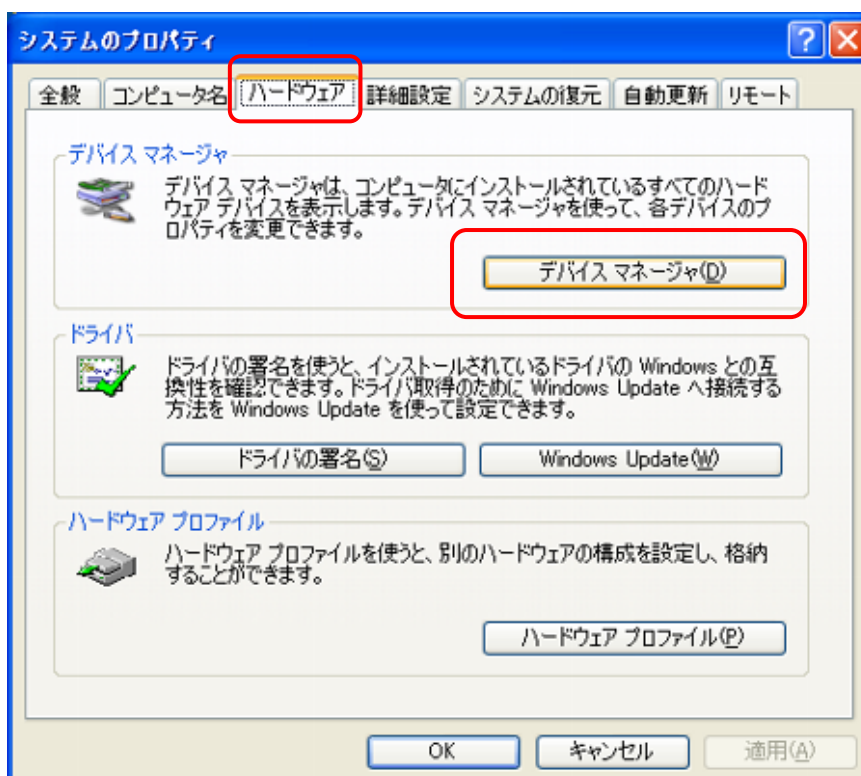 システムのプロパティ
全般 コンピュータ名 ハードウェア 詳細設定 システムの復元 自動更新 リモート
デバイス マネージャ
デバイス マネージャは、コンピュータにインストールされているすべてのハード
ウェア デバイスを表示します。デバイス マネージャを使って、各デバイスのプ
ロパティを変更できます。
デバイス マネージャ(D)
ドライバ
ドライバの署名を使うと、インストールされているドライバの Windows との互
換性を確認できます。ドライバ取得のために Windows Update へ接続する
方法を Windows Update を使って設定できます。
ドライバの署名(S) Windows Update(W)
ハードウェア プロファイル
ハードウェア プロファイルを使うと、別のハードウェアの構成を設定し、格納
することができます。
ハードウェア プロファイル(P)
OK キャンセル 適用(A)